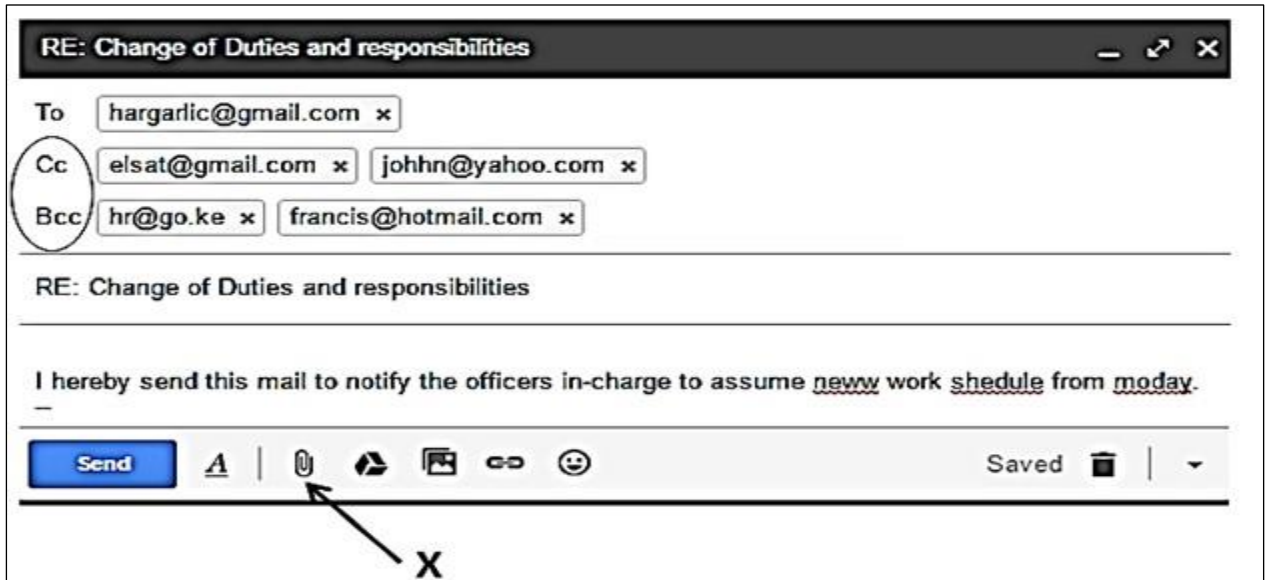 RE: Change of Duties and responsibilities
To hargarlic@gmail.com ×
Cc elsat@gmail.com × johhn@yahoo.com ×
Bcc hr@go.ke × francis@hotmail.com ×
RE: Change of Duties and responsibilities
I hereby send this mail to notify the officers in-charge to assume neww work shedule from moday.
Send A Saved
X